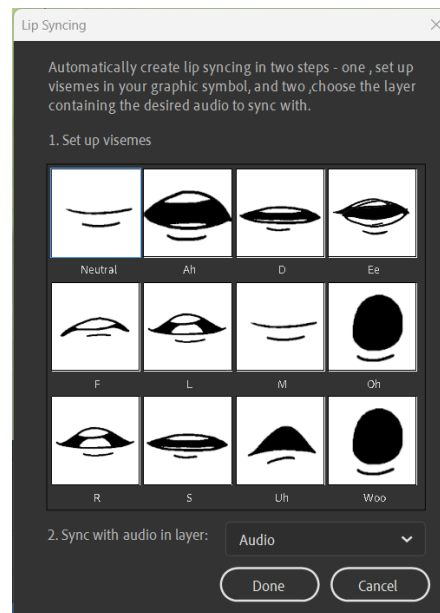 Lip Syncing
Automatically create lip syncing in two steps - one , set up
visemes in your graphic symbol, and two ,choose the layer
containing the desired audio to sync with.
1. Set up visemes
Neutral Ah D Ee
F L M Oh
R S Uh Woo
2. Sync with audio in layer: Audio
Done Cancel